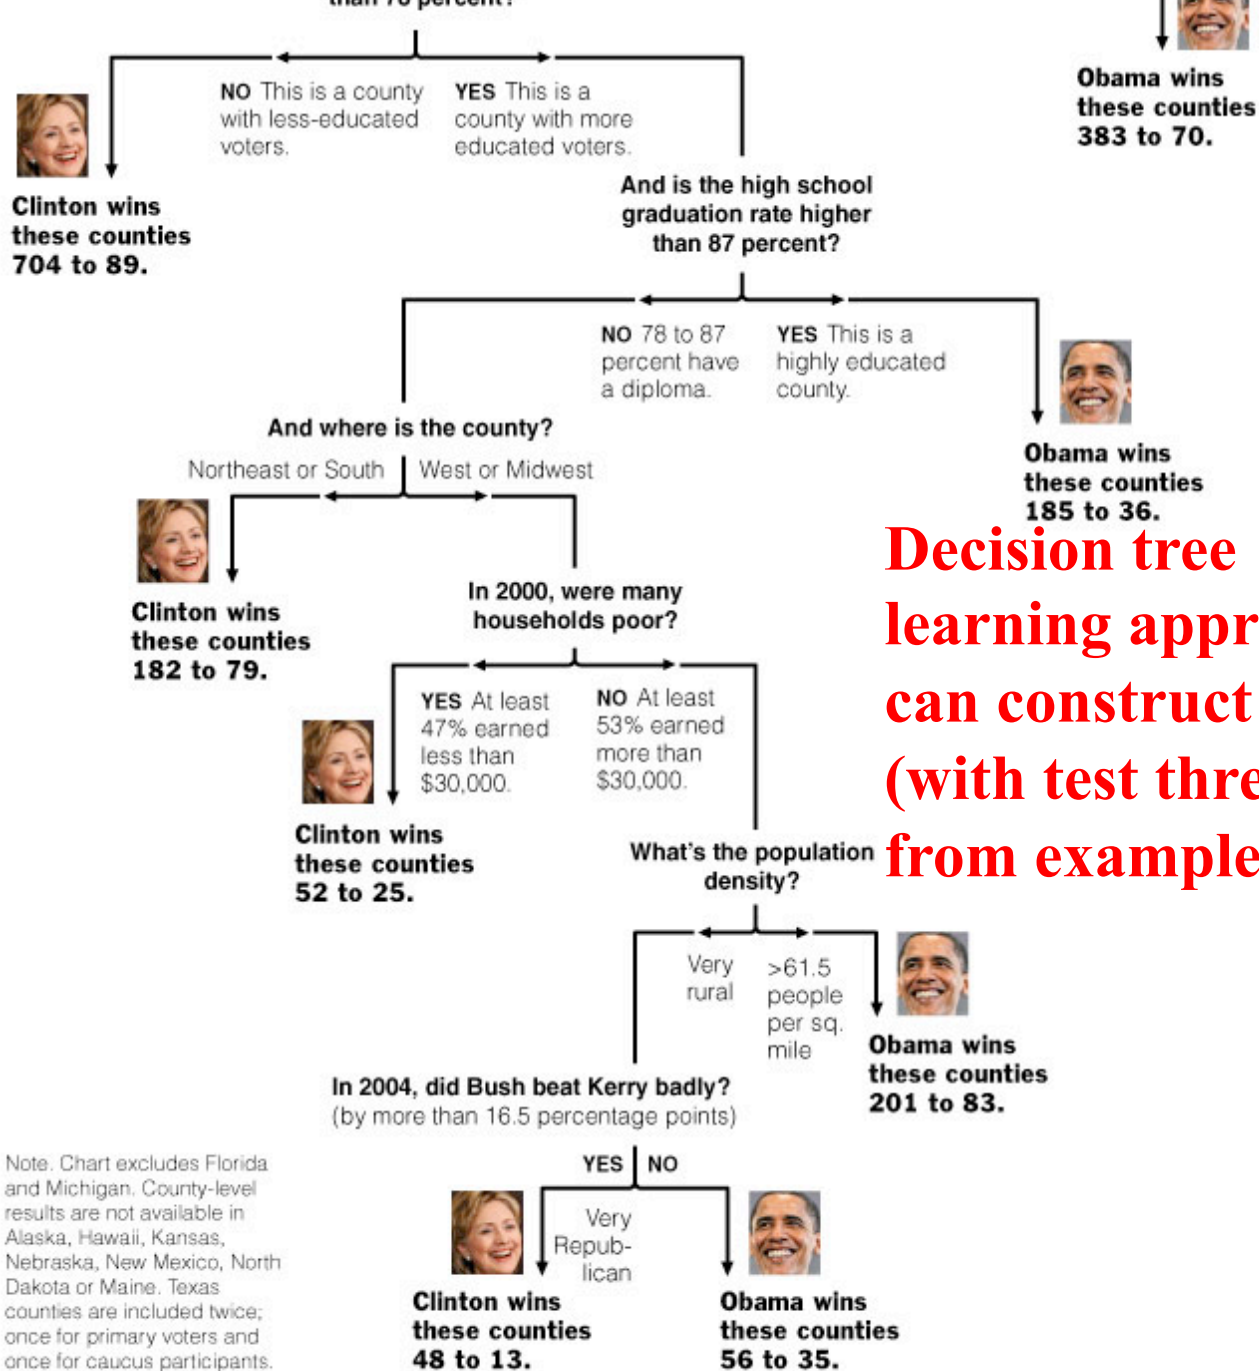 than 78 percent?
Obama wins
these counties
383 to 70.
NO This is a county
with less-educated
voters.
YES This is a
county with more
educated voters.
Clinton wins
these counties
704 to 89.
And is the high school
graduation rate higher
than 87 percent?
NO 78 to 87
percent have
a diploma.
YES This is a
highly educated
county.
Obama wins
these counties
185 to 36.
And where is the county?
Northeast or South
West or Midwest
Clinton wins
these counties
182 to 79.
Decision tree
learning appr
can construct
(with test thre
from example
In 2000, were many
households poor?
YES At least
47% earned
less than
$30,000.
NO At least
53% earned
more than
$30,000.
Clinton wins
these counties
52 to 25.
What's the population
density?
Very
rural
>61.5
people
per sq.
mile
Obama wins
these counties
201 to 83.
In 2004, did Bush beat Kerry badly?
(by more than 16.5 percentage points)
YES
NO
Very
Repub-
lican
Clinton wins
these counties
48 to 13.
Obama wins
these counties
56 to 35.
Note. Chart excludes Florida
and Michigan. County-level
results are not available in
Alaska, Hawaii, Kansas,
Nebraska, New Mexico, North
Dakota or Maine. Texas
counties are included twice;
once for primary voters and
once for caucus participants.